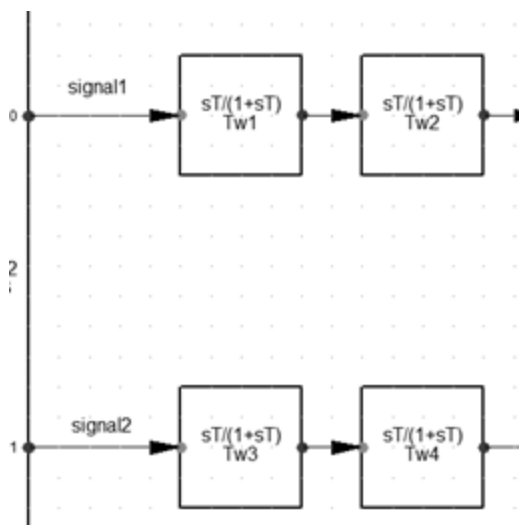 signal1
0
sT/(1+sT)
Tw1
sT/(1+sT)
Tw2
2
signal2
1
sT/(1+sT)
Tw3
sT/(1+sT)
Tw4